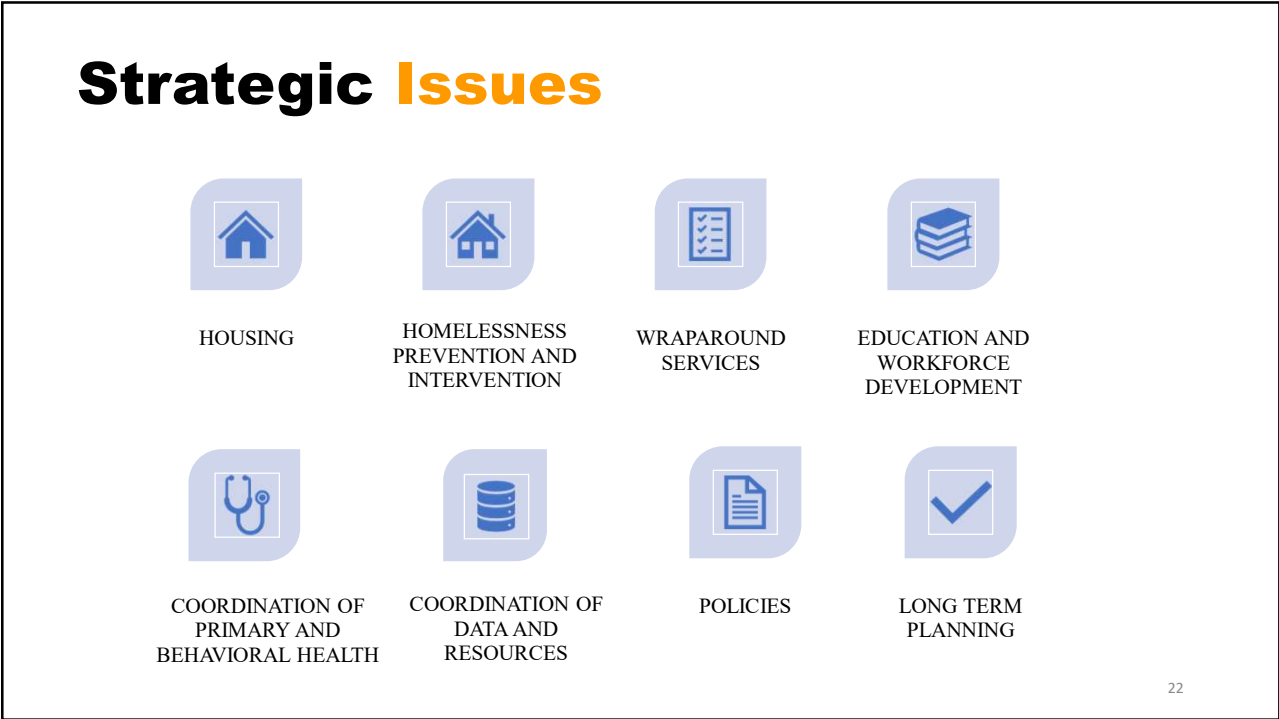 Strategic Issues
HOUSING
HOMELESSNESS
PREVENTION AND
INTERVENTION
WRAPAROUND
SERVICES
EDUCATION AND
WORKFORCE
DEVELOPMENT
COORDINATION OF
PRIMARY AND
BEHAVIORAL HEALTH
COORDINATION OF
DATA AND
RESOURCES
POLICIES
LONG TERM
PLANNING
22